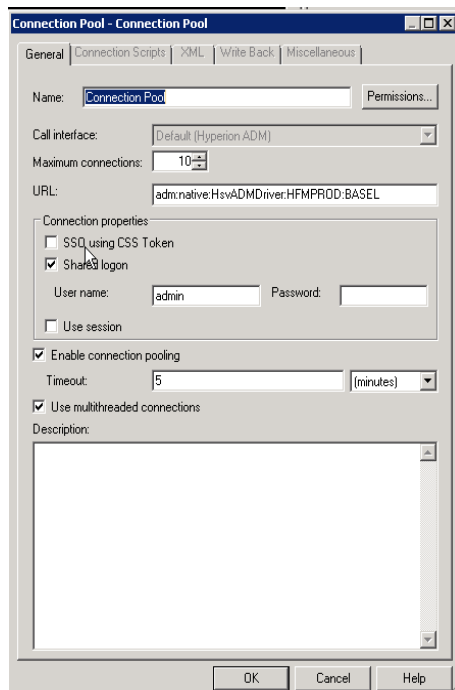 Connection Pool - Connection Pool
General Connection Scripts XML Write Back Miscellaneous
Name: Connection Pool Permissions...
Call interface: Default (Hyperion ADM)
Maximum connections: 10
URL: adm:native:HsvADMDriver:HFMPROD:BASEL
Connection properties
SSO using CSS Token
Shared logon
User name: admin Password:
Use session
Enable connection pooling
Timeout: 5 (minutes)
Use multithreaded connections
Description:
OK Cancel Help